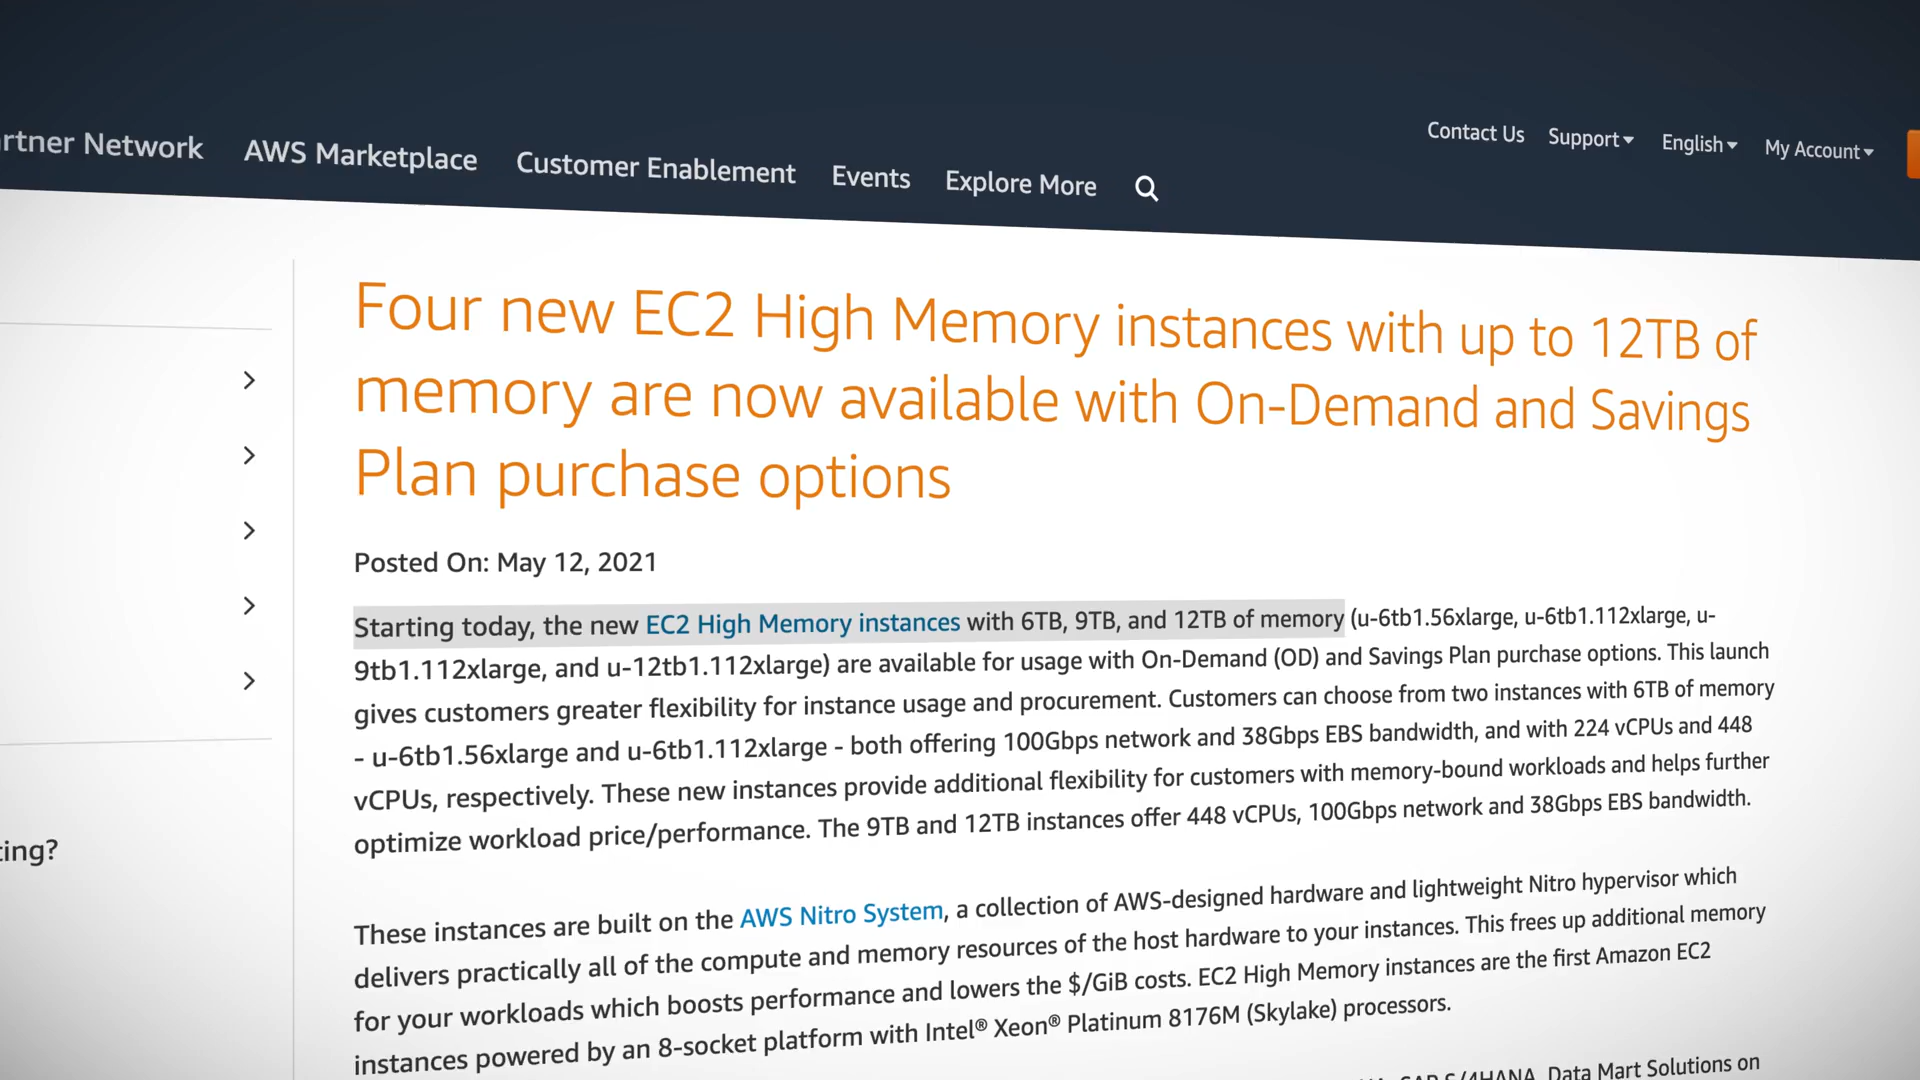 Partner Network AWS Marketplace Customer Enablement Events Explore More
Contact Us Support English My Account
Four new EC2 High Memory instances with up to 12TB of
memory are now available with On-Demand and Savings
Plan purchase options
Posted On: May 12, 2021
Starting today, the new EC2 High Memory instances with 6TB, 9TB, and 12TB of memory (u-6tb1.56xlarge, u-6tb1.112xlarge, u-
9tb1.112xlarge, and u-12tb1.112xlarge) are available for usage with On-Demand (OD) and Savings Plan purchase options. This launch
gives customers greater flexibility for instance usage and procurement. Customers can choose from two instances with 6TB of memory
- u-6tb1.56xlarge and u-6tb1.112xlarge - both offering 100Gbps network and 38Gbps EBS bandwidth, and with 224 vCPUs and 448
vCPUs, respectively. These new instances provide additional flexibility for customers with memory-bound workloads and helps further
optimize workload price/performance. The 9TB and 12TB instances offer 448 vCPUs, 100Gbps network and 38Gbps EBS bandwidth.
ting?
These instances are built on the AWS Nitro System, a collection of AWS-designed hardware and lightweight Nitro hypervisor which
delivers practically all of the compute and memory resources of the host hardware to your instances. This frees up additional memory
for your workloads which boosts performance and lowers the $/GiB costs. EC2 High Memory instances are the first Amazon EC2
instances powered by an 8-socket platform with Intel® Xeon® Platinum 8176M (Skylake) processors.
SAP S/4HANA, Data Mart Solutions on